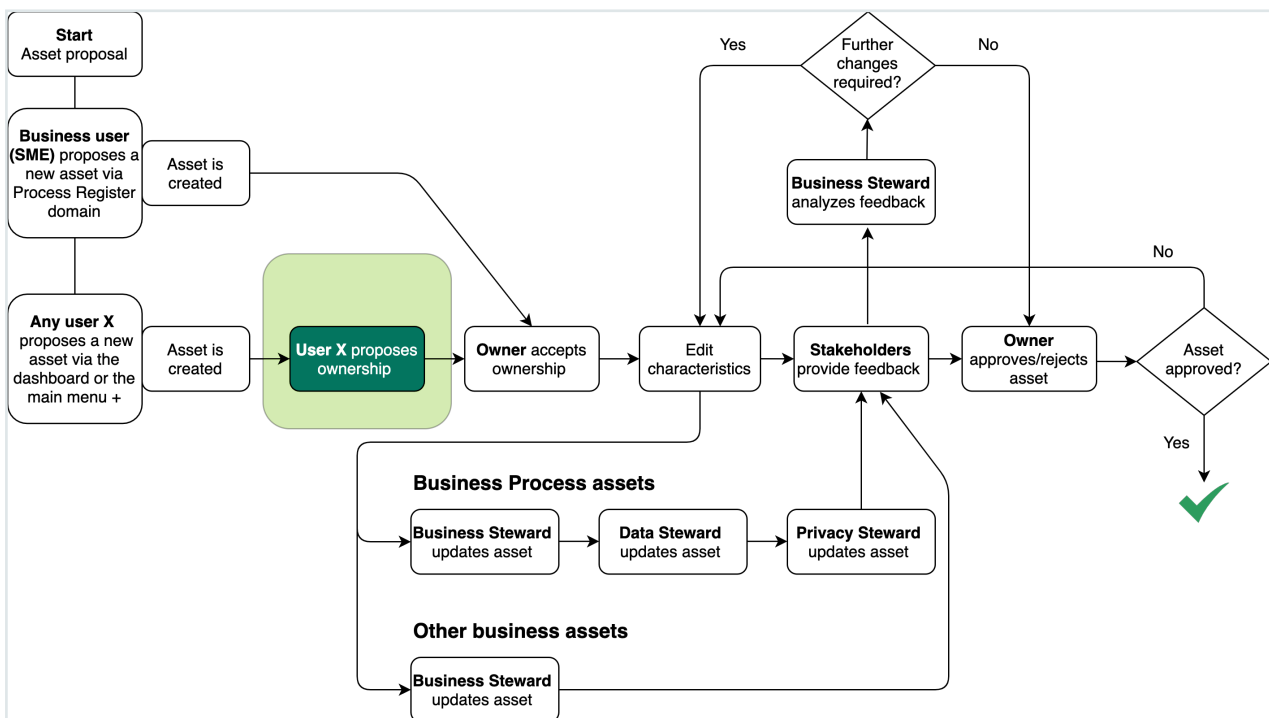 Start
Asset proposal
Business user
(SME) proposes a
new asset via
Process Register
domain
Asset is
created
Any user X
proposes a new
asset via the
dashboard or the
main menu +
Asset is
created
User X proposes
ownership
Owner accepts
ownership
Edit
characteristics
Stakeholders
provide feedback
Business Steward
analyzes feedback
Further
changes
required?
Yes
No
Owner
approves/rejects
asset
Asset
approved?
No
Yes
Business Process assets
Business Steward
updates asset
Data Steward
updates asset
Privacy Steward
updates asset
Other business assets
Business Steward
updates asset